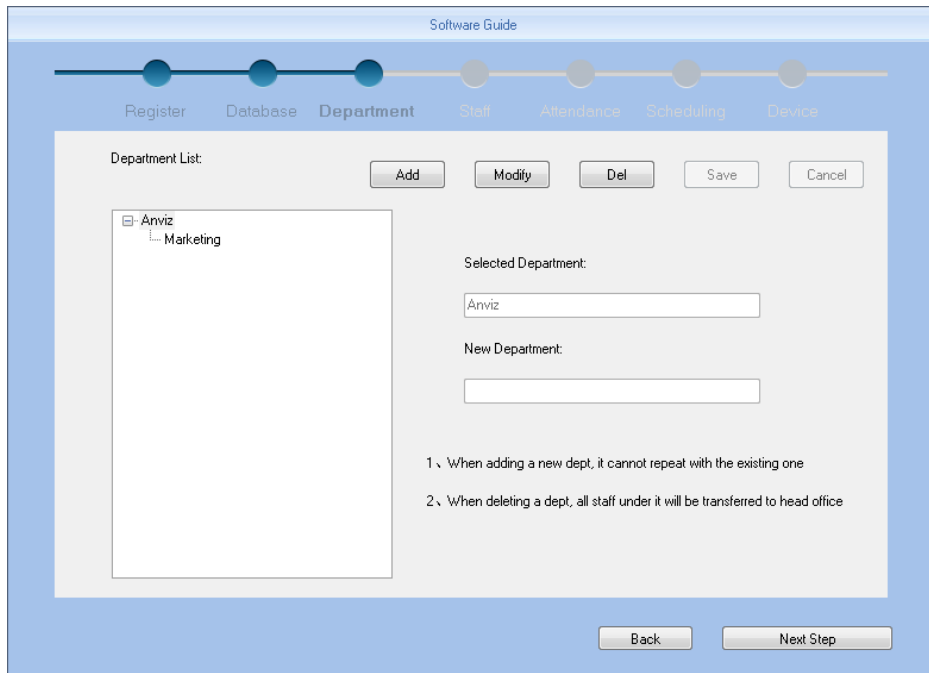 Software Guide
Register Database Department Staff Attendance Scheduling Device
Department List:
Add Modify Del Save Cancel
Anviz
Marketing
Selected Department:
Anviz
New Department:
1、When adding a new dept, it cannot repeat with the existing one
2、When deleting a dept, all staff under it will be transferred to head office
Back Next Step